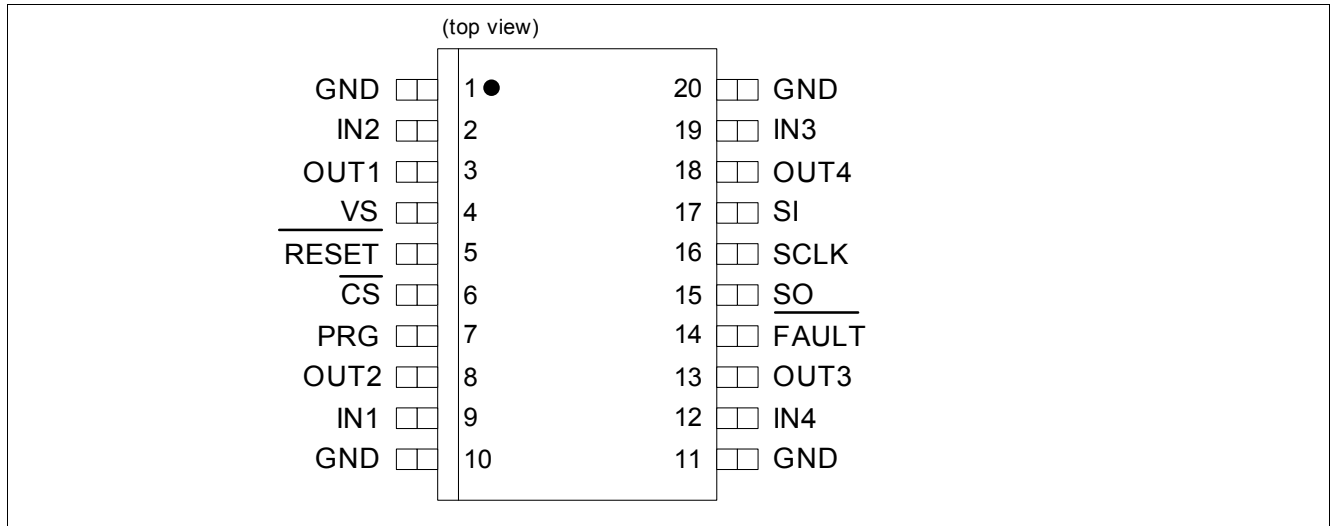 (top view)
GND 1 20 GND
IN2 2 19 IN3
OUT1 3 18 OUT4
VS 4 17 SI
RESET 5 16 SCLK
CS 6 15 SO
PRG 7 14 FAULT
OUT2 8 13 OUT3
IN1 9 12 IN4
GND 10 11 GND